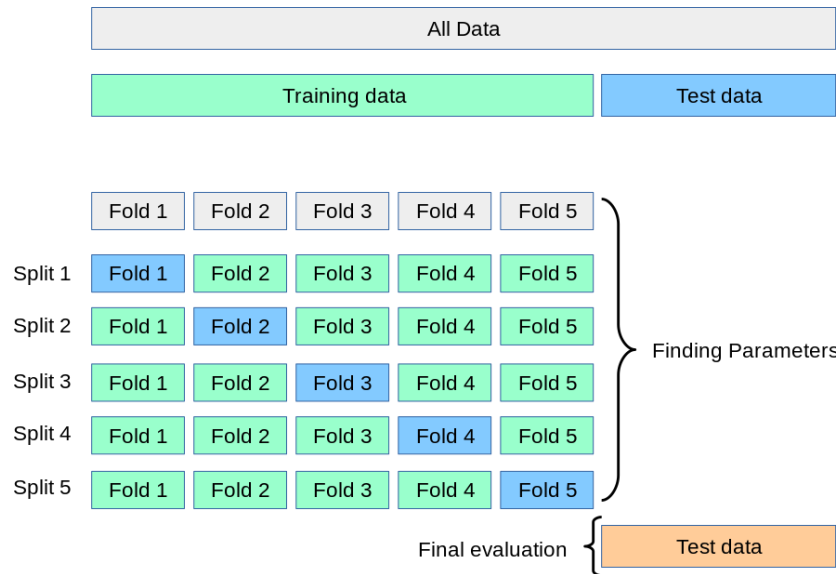 All Data
Training data Test data
Fold 1 Fold 2 Fold 3 Fold 4 Fold 5
Split 1 Fold 1 Fold 2 Fold 3 Fold 4 Fold 5
Split 2 Fold 1 Fold 2 Fold 3 Fold 4 Fold 5
Finding Parameters
Split 3 Fold 1 Fold 2 Fold 3 Fold 4 Fold 5
Split 4 Fold 1 Fold 2 Fold 3 Fold 4 Fold 5
Split 5 Fold 1 Fold 2 Fold 3 Fold 4 Fold 5
Final evaluation Test data